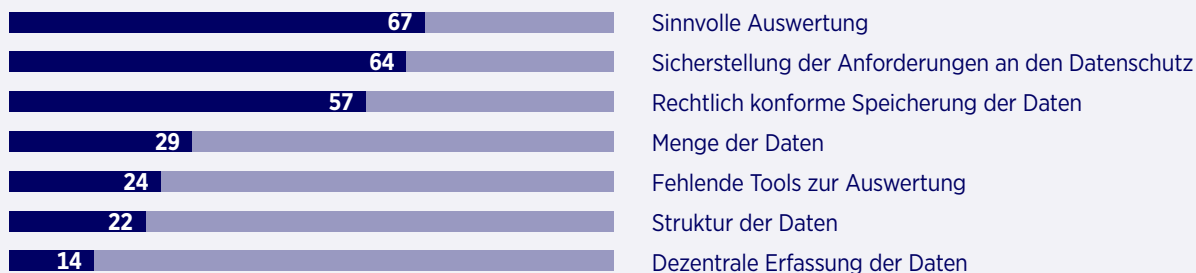 67 Sinnvolle Auswertung
64 Sicherstellung der Anforderungen an den Datenschutz
57 Rechtlich konforme Speicherung der Daten
29 Menge der Daten
24 Fehlende Tools zur Auswertung
22 Struktur der Daten
14 Dezentrale Erfassung der Daten